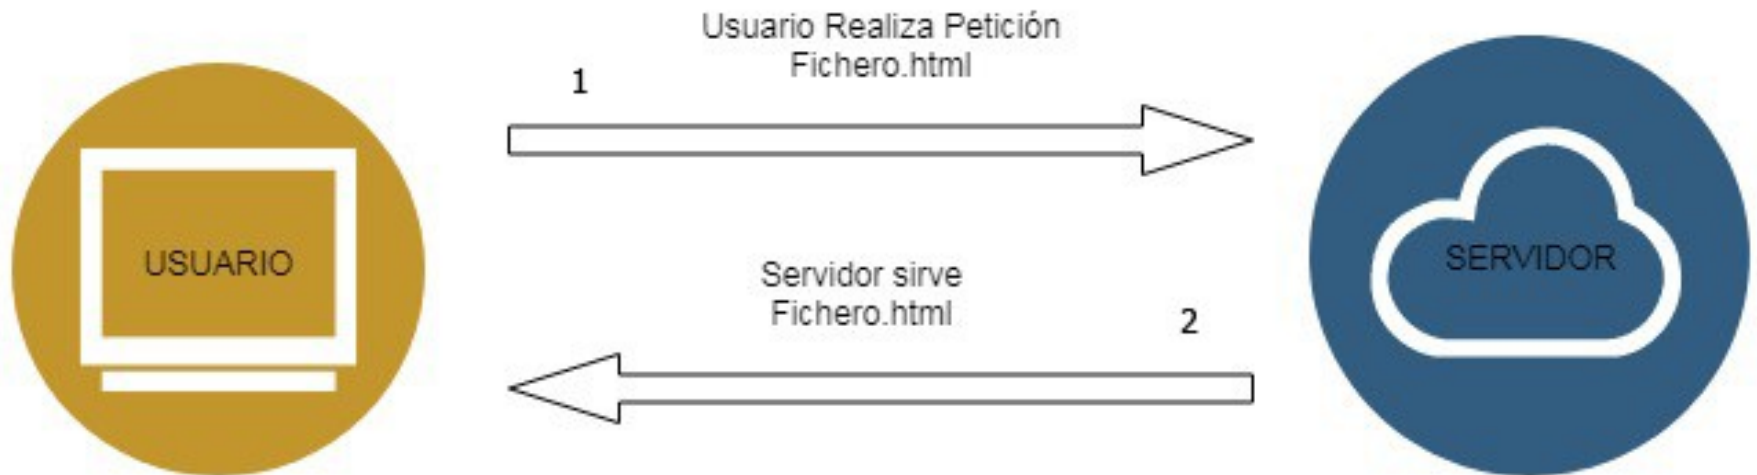 Usuario Realiza Petición
Fichero.html
1
USUARIO
SERVIDOR
Servidor sirve
Fichero.html
2